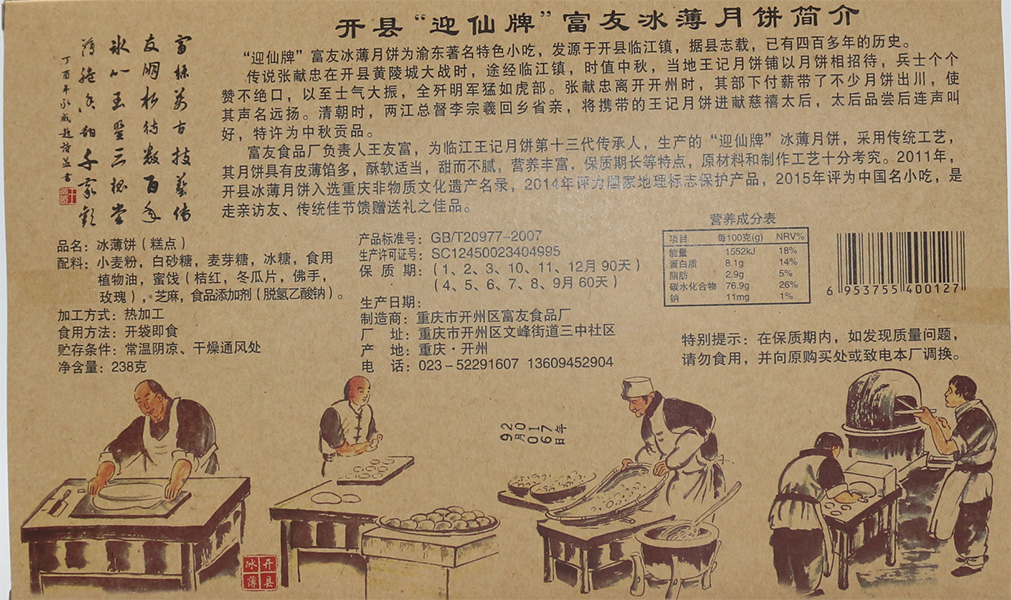 开县“迎仙牌”富友冰薄月饼简介
“迎仙牌”富友冰薄月饼为渝东著名特色小吃，发源于开县临江镇，据县志载，已有四百多年的历史。
传说张献忠在开县黄陵城大战时，途经临江镇，时值中秋，当地王记月饼铺以月饼相招待，兵士个个
赞不绝口，以至士气大振，全歼明军猛如虎部。张献忠离开开州时，其部下付薪带了不少月饼出川，使
其声名远扬。清朝时，两江总督李宗羲回乡省亲，将携带的王记月饼进献慈禧太后，太后品尝后连声叫
好，特许为中秋贡品。
富友食品厂负责人王友富，为临江王记月饼第十三代传承人，生产的“迎仙牌”冰薄月饼，采用传统工艺，
其月饼具有皮薄馅多，酥软适当，甜而不腻，营养丰富，保质期长等特点，原材料和制作工艺十分考究。2011年，
开县冰薄月饼入选重庆非物质文化遗产名录，2014年评为国家地理标志保护产品，2015年评为中国名小吃，是
走亲访友、传统佳节馈赠送礼之佳品。
品名：冰薄饼（糕点）
配料：小麦粉，白砂糖，麦芽糖，冰糖，食用
植物油，蜜饯（桔红，冬瓜片，佛手，
玫瑰），芝麻，食品添加剂（脱氢乙酸钠）。
加工方式：热加工
食用方法：开袋即食
贮存条件：常温阴凉、干燥通风处
净含量：238克
产品标准号：GB/T20977-2007
生产许可证号：SC12450023404995
保 质 期：（1、2、3、10、11、12月 90天）
（4、5、6、7、8、9月 60天）
生产日期：
制造商：重庆市开州区富友食品厂
厂 址：重庆市开州区文峰街道三中社区
产 地：重庆·开州
电 话：023-52291607 13609452904
营养成分表
项目 每100克(g) NRV%
能量 1552kJ 18%
蛋白质 8.1g 14%
脂肪 2.9g 5%
碳水化合物 76.9g 26%
钠 11mg 1%
6 953755 400127
特别提示：在保质期内，如发现质量问题，
请勿食用，并向原购买处或致电本厂调换。
开县
冰薄